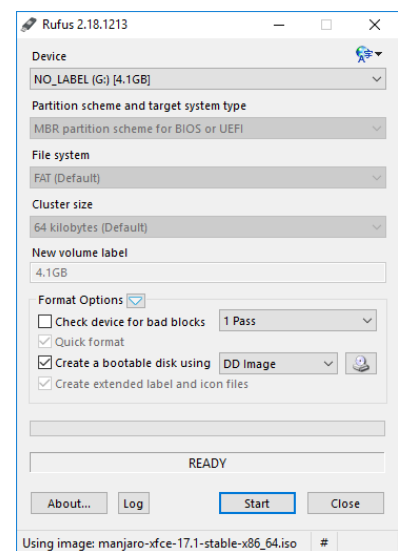 Rufus 2.18.1213
Device
NO_LABEL (G:) [4.1GB]
Partition scheme and target system type
MBR partition scheme for BIOS or UEFI
File system
FAT (Default)
Cluster size
64 kilobytes (Default)
New volume label
4.1GB
Format Options
Check device for bad blocks 1 Pass
Quick format
Create a bootable disk using DD Image
Create extended label and icon files
READY
About... Log Start Close
Using image: manjaro-xfce-17.1-stable-x86_64.iso #